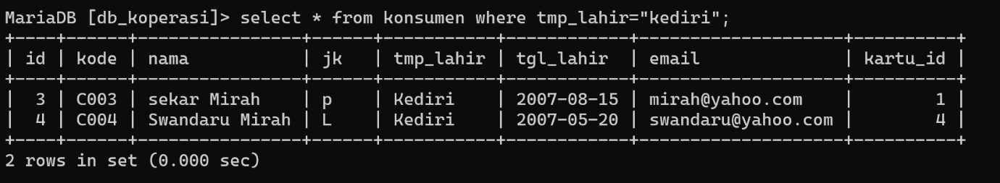 MariaDB [db_koperasi]> select * from konsumen where tmp_lahir="kediri";
+----+------+----------------+----+-----------+------------+--------------------+----------+
| id | kode | nama           | jk   | tmp_lahir | tgl_lahir  | email              | kartu_id |
+----+------+----------------+----+-----------+------------+--------------------+----------+
|  3 | C003 | sekar Mirah    | p    | Kediri    | 2007-08-15 | mirah@yahoo.com    |        1 |
|  4 | C004 | Swandaru Mirah | L    | Kediri    | 2007-05-20 | swandaru@yahoo.com |        4 |
+----+------+----------------+----+-----------+------------+--------------------+----------+
2 rows in set (0.000 sec)